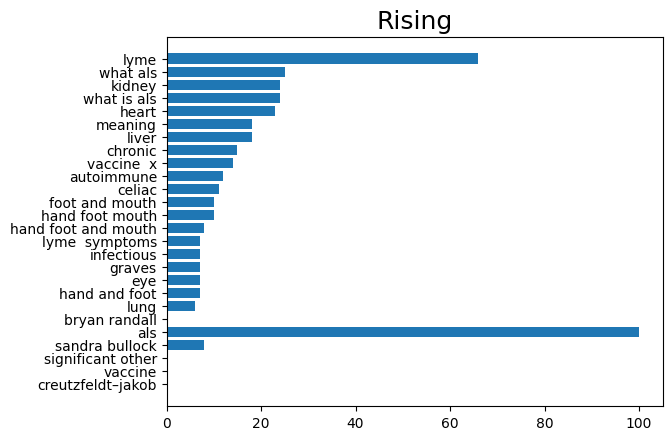 Rising
lyme
what als
kidney
what is als
heart
meaning
liver
chronic
vaccine  x
autoimmune
celiac
foot and mouth
hand foot mouth
hand foot and mouth
lyme  symptoms
infectious
graves
eye
hand and foot
lung
bryan randall
als
sandra bullock
significant other
vaccine
creutzfeldt–jakob
0 20 40 60 80 100